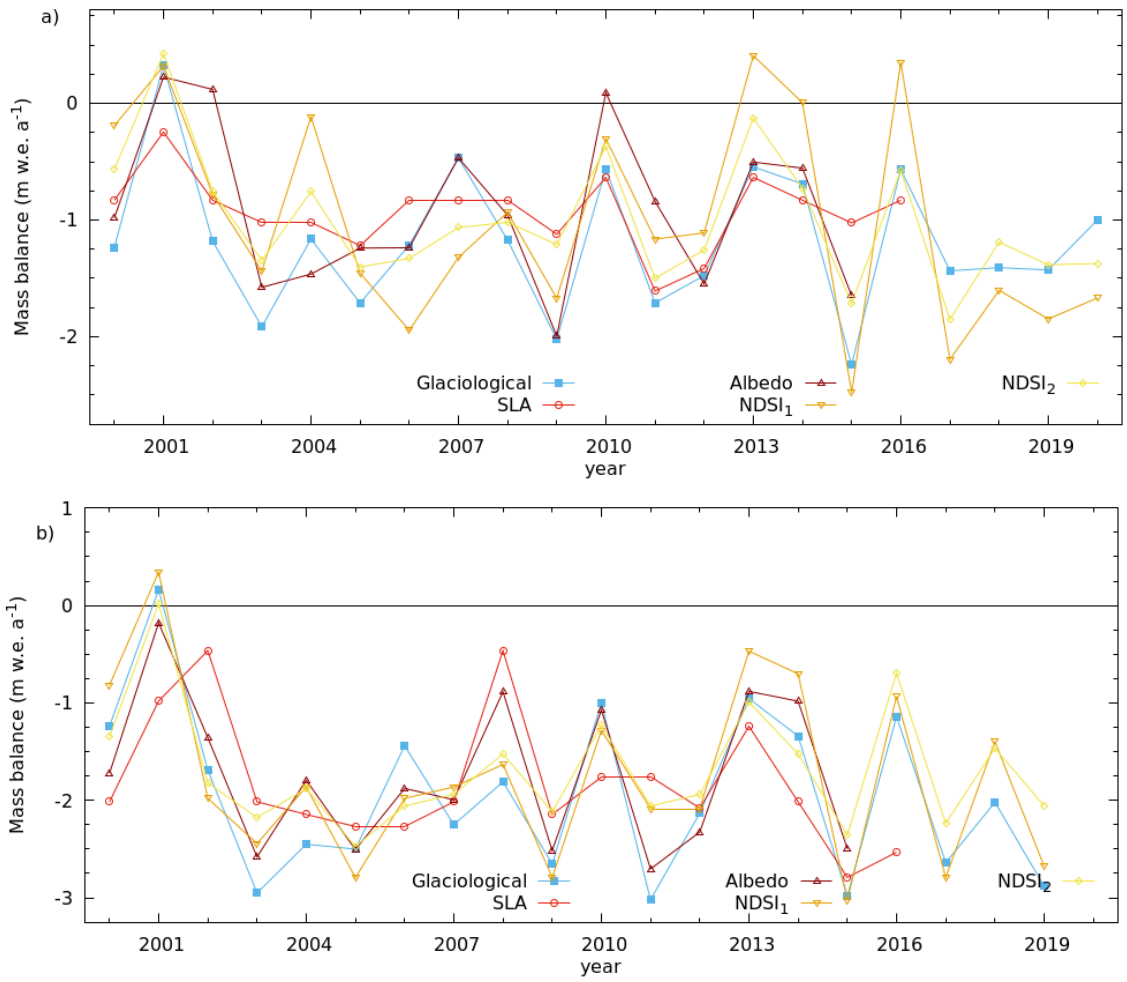 a)
Mass balance (m w.e. a⁻¹)
0
-1
-2
Glaciological
SLA
Albedo
NDSI₁
NDSI₂
2001 2004 2007 2010 2013 2016 2019
year
b)
Mass balance (m w.e. a⁻¹)
1
0
-1
-2
-3
Glaciological
SLA
Albedo
NDSI₁
NDSI₂
2001 2004 2007 2010 2013 2016 2019
year